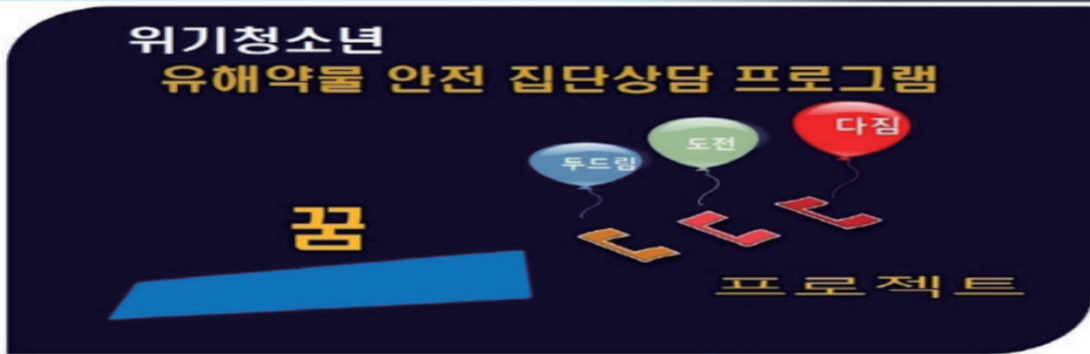 위기청소년
유해약물 안전 집단상담 프로그램
두드림
도전
다짐
꿈
ㄷ ㄷ ㄷ
프로젝트